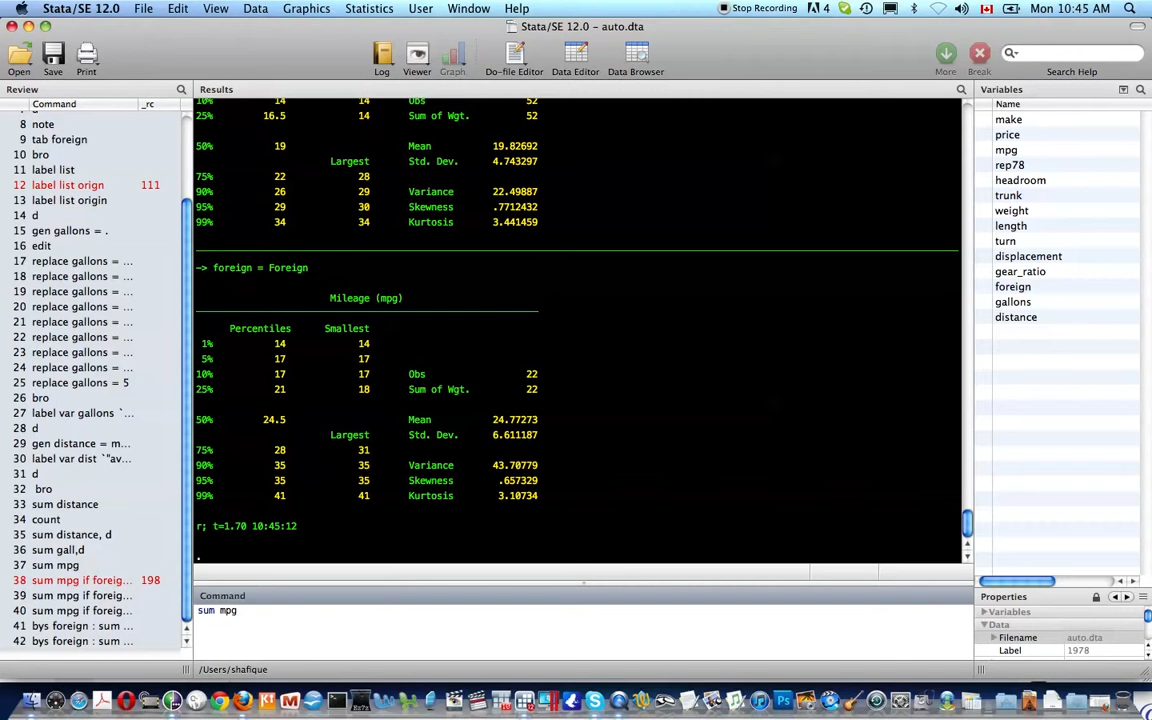 Stata/SE 12.0 File Edit View Data Graphics Statistics User Window Help Stop Recording 4 Mon 10:45 AM
Stata/SE 12.0 - auto.dta
Open Save Print Log Viewer Graph Do-file Editor Data Editor Data Browser More Break Search Help
Review
Command _rc
8 note
9 tab foreign
10 bro
11 label list
12 label list orign 111
13 label list origin
14 d
15 gen gallons = .
16 edit
17 replace gallons = ...
18 replace gallons = ...
19 replace gallons = ...
20 replace gallons = ...
21 replace gallons = ...
22 replace gallons = ...
23 replace gallons = ...
24 replace gallons = ...
25 replace gallons = 5
26 bro
27 label var gallons `...
28 d
29 gen distance = m...
30 label var dist `"av...
31 d
32 bro
33 sum distance
34 count
35 sum distance, d
36 sum gall,d
37 sum mpg
38 sum mpg if foreig... 198
39 sum mpg if foreig...
40 sum mpg if foreig...
41 bys foreign : sum ...
42 bys foreign : sum ...
Results
10% 14 14 Obs 52
25% 16.5 14 Sum of Wgt. 52
50% 19 Mean 19.82692
Largest Std. Dev. 4.743297
75% 22 28
90% 26 29 Variance 22.49887
95% 29 30 Skewness .7712432
99% 34 34 Kurtosis 3.441459
-> foreign = Foreign
Mileage (mpg)
Percentiles Smallest
1% 14 14
5% 17 17
10% 17 17 Obs 22
25% 21 18 Sum of Wgt. 22
50% 24.5 Mean 24.77273
Largest Std. Dev. 6.611187
75% 28 31
90% 35 35 Variance 43.70779
95% 35 35 Skewness .657329
99% 41 41 Kurtosis 3.10734
r; t=1.70 10:45:12
.
Command
sum mpg
/Users/shafique
Variables
Name
make
price
mpg
rep78
headroom
trunk
weight
length
turn
displacement
gear_ratio
foreign
gallons
distance
Properties
Variables
Data
Filename auto.dta
Label 1978